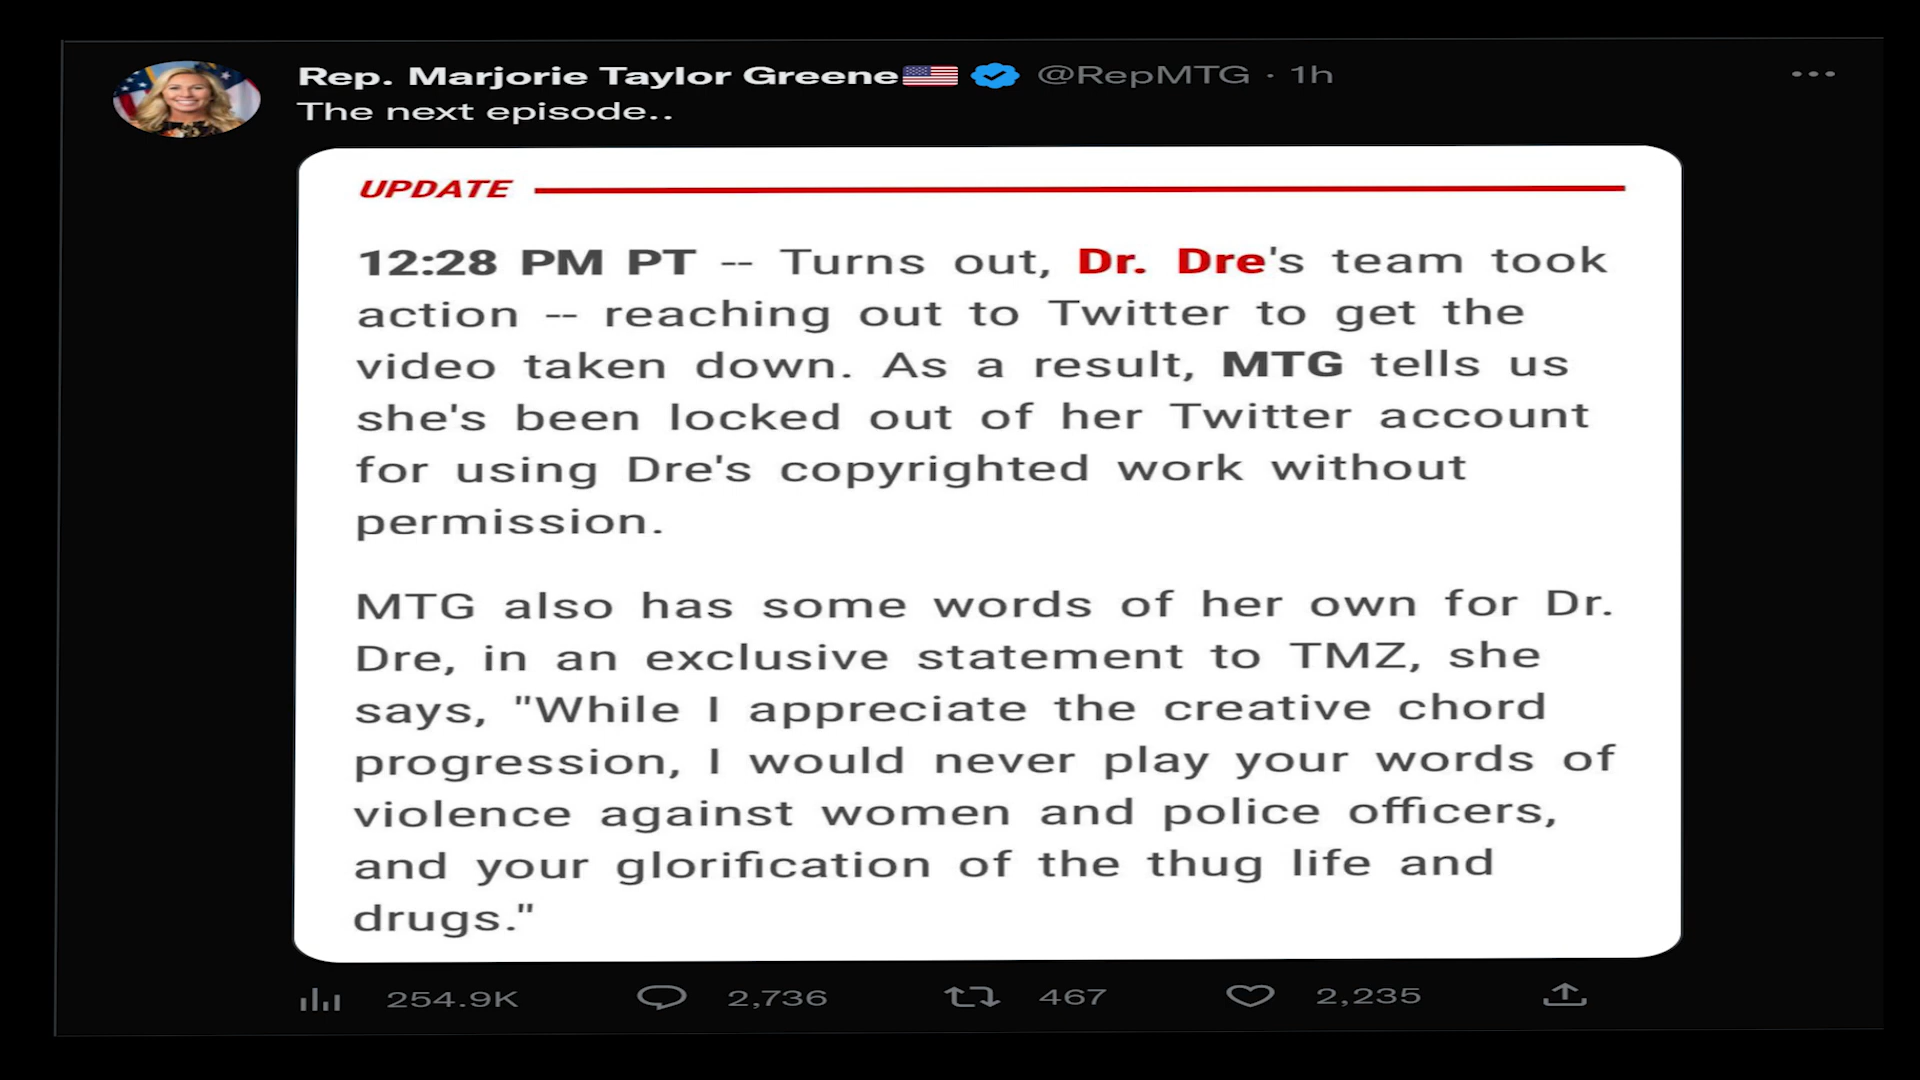 Rep. Marjorie Taylor Greene🇺🇸 @RepMTG · 1h
The next episode..
UPDATE
12:28 PM PT -- Turns out, Dr. Dre's team took
action -- reaching out to Twitter to get the
video taken down. As a result, MTG tells us
she's been locked out of her Twitter account
for using Dre's copyrighted work without
permission.
MTG also has some words of her own for Dr.
Dre, in an exclusive statement to TMZ, she
says, "While I appreciate the creative chord
progression, I would never play your words of
violence against women and police officers,
and your glorification of the thug life and
drugs."
254.9K 2,736 467 2,235